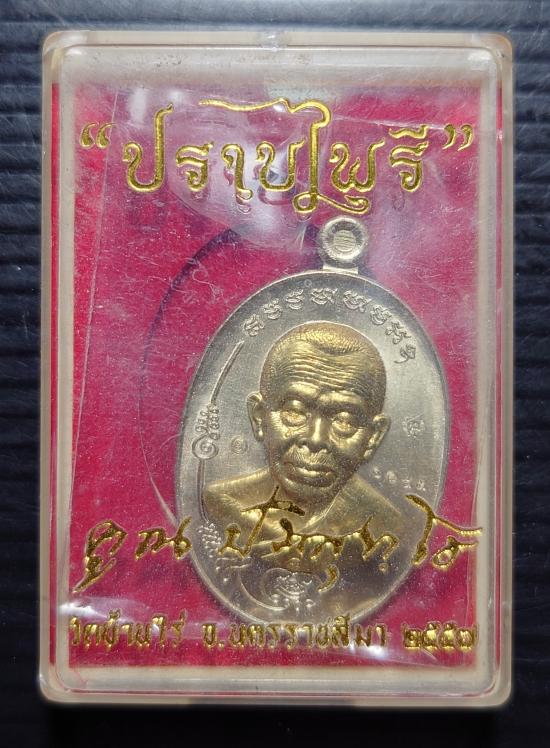 “ปราบไพรี”
คูณ ปริสุทฺโธ
วัดบ้านไร่ จ.นครราชสีมา ๒๕๕๗